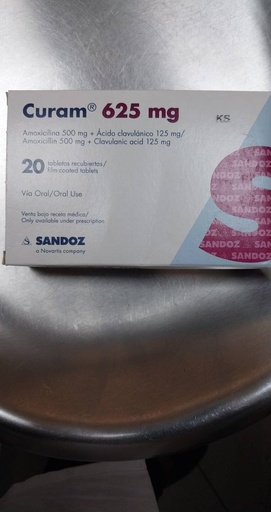 Curam® 625 mg
KS
Amoxicilina 500 mg + Ácido clavulánico 125 mg/
Amoxicillin 500 mg + Clavulanic acid 125 mg
20 tabletas recubiertas/
film-coated tablets
Vía Oral/Oral Use
Venta bajo receta médica/
Only available under prescription
SANDOZ
a Novartis company